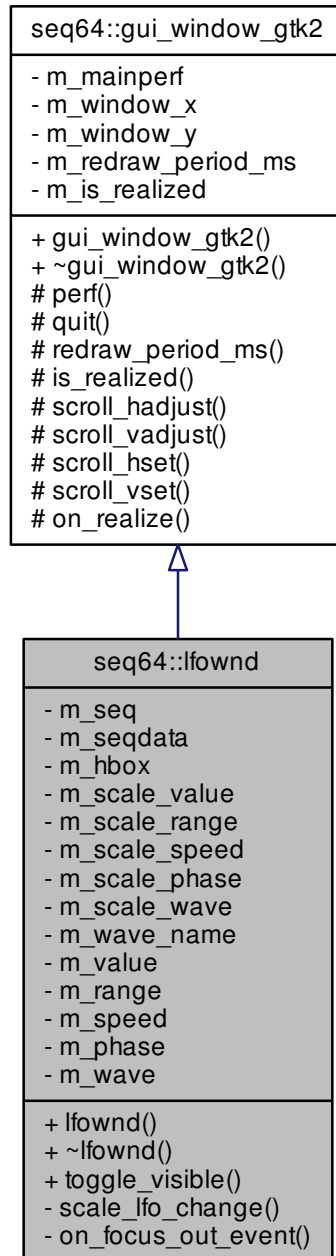 seq64::gui_window_gtk2
- m_mainperf
- m_window_x
- m_window_y
- m_redraw_period_ms
- m_is_realized
+ gui_window_gtk2()
+ ~gui_window_gtk2()
# perf()
# quit()
# redraw_period_ms()
# is_realized()
# scroll_hadjust()
# scroll_vadjust()
# scroll_hset()
# scroll_vset()
# on_realize()
seq64::lfownd
- m_seq
- m_seqdata
- m_hbox
- m_scale_value
- m_scale_range
- m_scale_speed
- m_scale_phase
- m_scale_wave
- m_wave_name
- m_value
- m_range
- m_speed
- m_phase
- m_wave
+ lfownd()
+ ~lfownd()
+ toggle_visible()
- scale_lfo_change()
- on_focus_out_event()